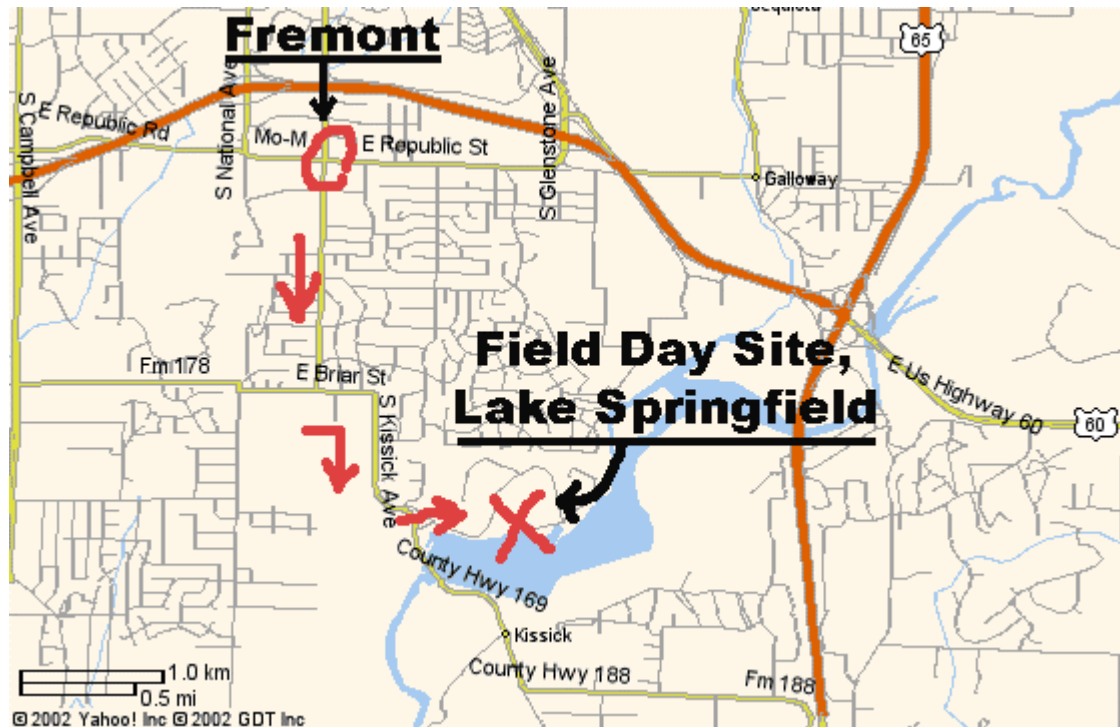 Fremont
Sequiota
65
S Campbell Ave
E Republic Rd
S National Ave
Mo-M
E Republic St
S Glenstone Ave
Galloway
Field Day Site,
Lake Springfield
Fm 178
E Briar St
S Kissick Ave
E Us Highway 60
60
County Hwy 169
Kissick
County Hwy 188
Fm 188
1.0 km
0.5 mi
© 2002 Yahoo! Inc © 2002 GDT Inc